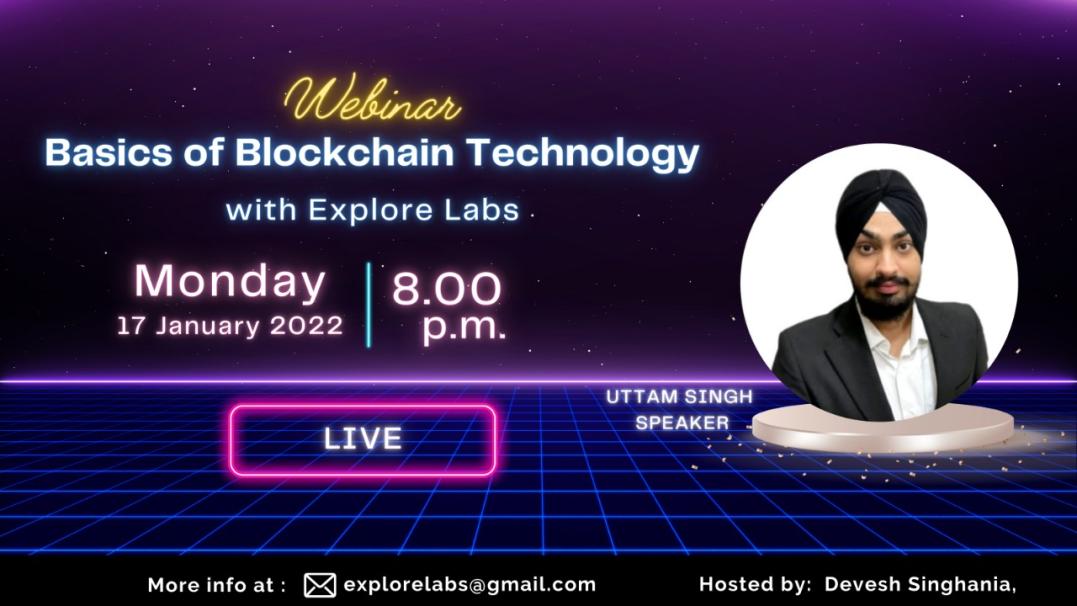 Webinar
Basics of Blockchain Technology
with Explore Labs
Monday
17 January 2022
8.00
p.m.
LIVE
UTTAM SINGH
SPEAKER
More info at : explorelabs@gmail.com
Hosted by: Devesh Singhania,